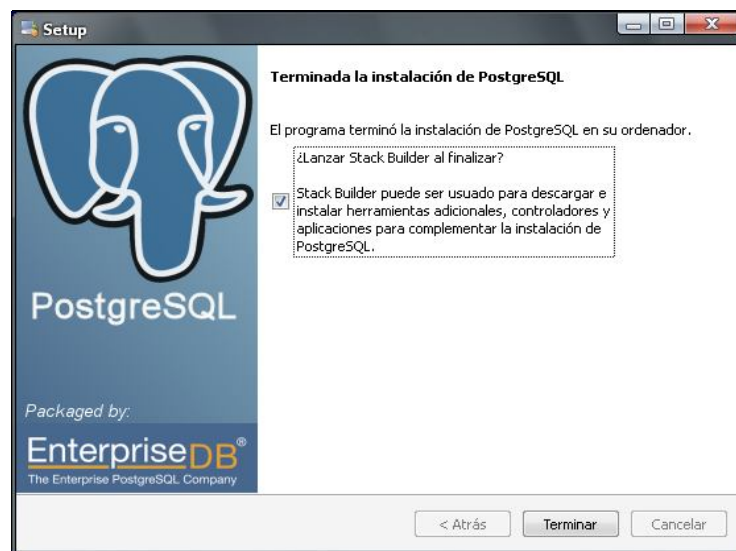 Setup
Terminada la instalación de PostgreSQL
El programa terminó la instalación de PostgreSQL en su ordenador.
¿Lanzar Stack Builder al finalizar?
Stack Builder puede ser usado para descargar e
instalar herramientas adicionales, controladores y
aplicaciones para complementar la instalación de
PostgreSQL.
PostgreSQL
Packaged by:
EnterpriseDB®
The Enterprise PostgreSQL Company
< Atrás
Terminar
Cancelar